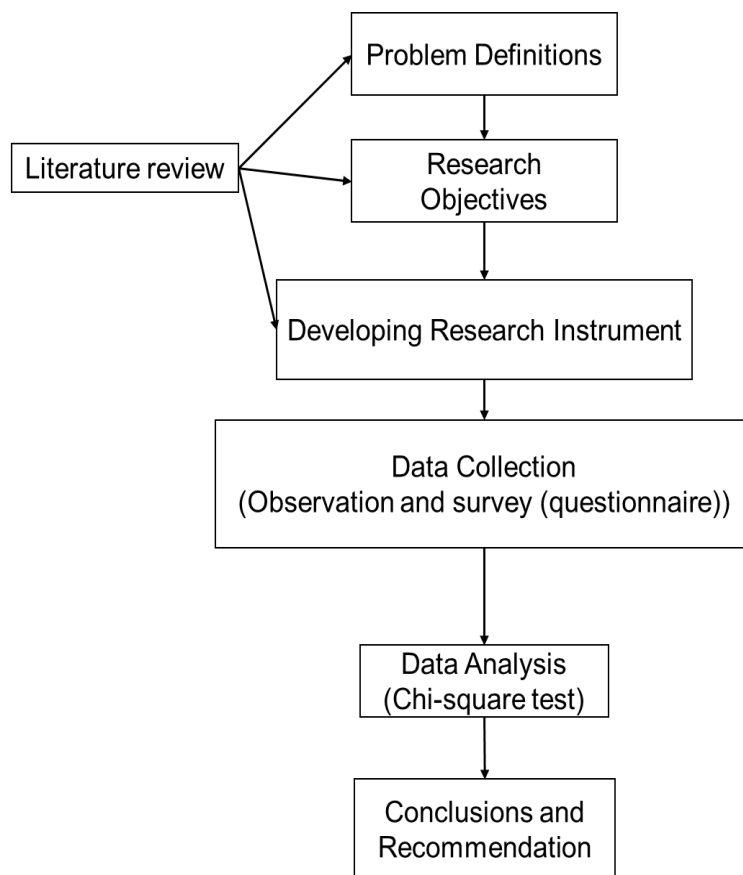 Problem Definitions
Literature review
Research
Objectives
Developing Research Instrument
Data Collection
(Observation and survey (questionnaire))
Data Analysis
(Chi-square test)
Conclusions and
Recommendation